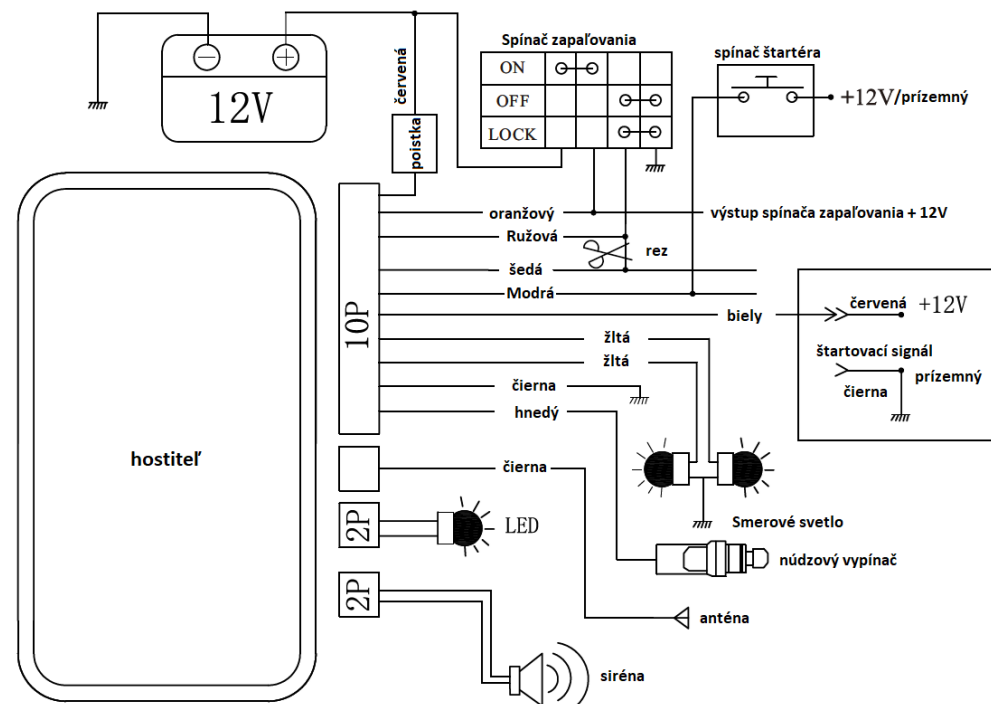 12V
červená
poistka
Spínač zapaľovania
ON
OFF
LOCK
spínač štartéra
+12V/prízemný
oranžový
výstup spínača zapaľovania + 12V
Ružová
rez
šedá
Modrá
biely
červená
+12V
žltá
štartovací signál
žltá
prízemný
čierna
čierna
hnedý
10P
hostiteľ
čierna
2P
LED
Smerové svetlo
núdzový vypínač
2P
anténa
siréna